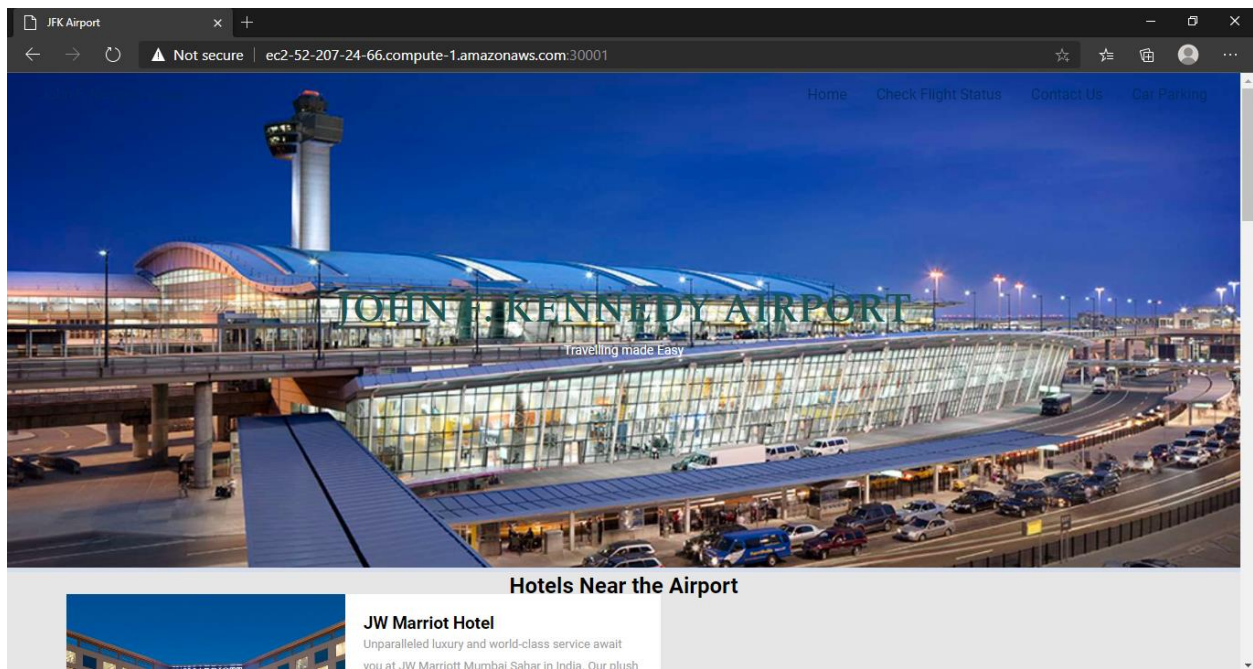 JFK Airport
Not secure | ec2-52-207-24-66.compute-1.amazonaws.com:30001
Home Check Flight Status Contact Us Car Parking
JOHN F. KENNEDY AIRPORT
Travelling made Easy
Hotels Near the Airport
JW Marriot Hotel
Unparalleled luxury and world-class service await
you at JW Marriott Mumbai Sahar in India. Our plush